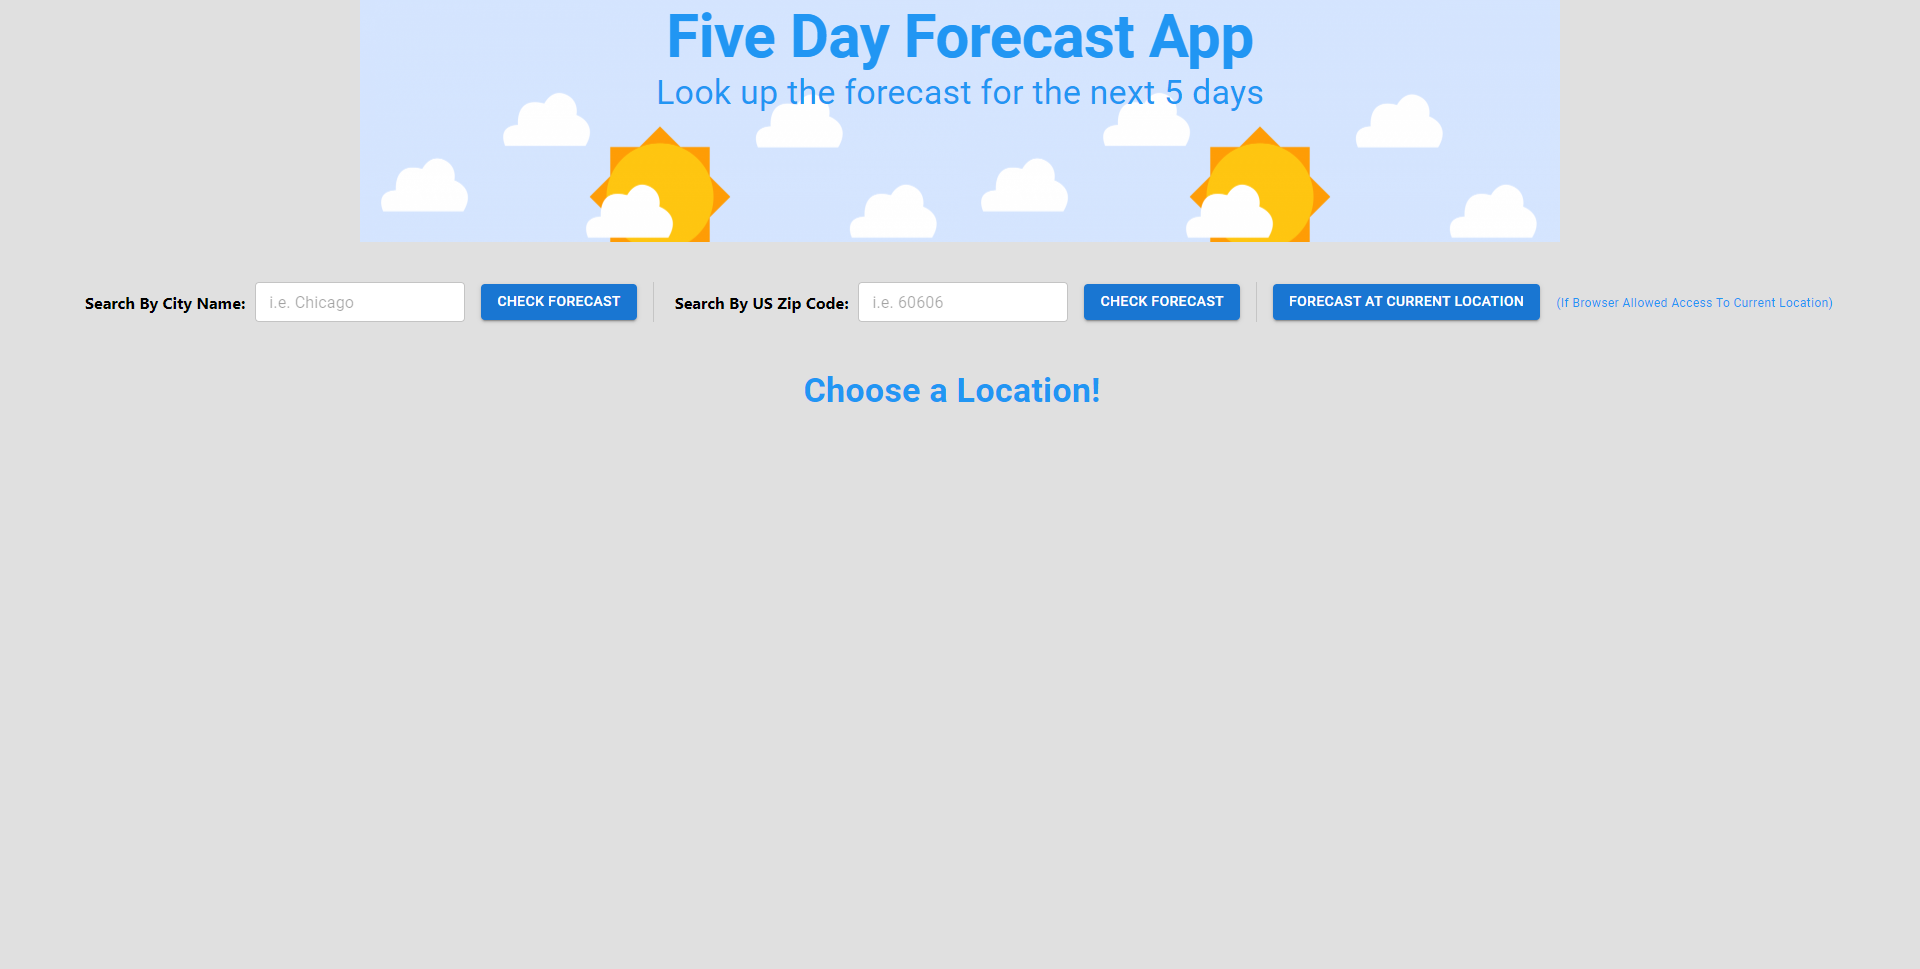 Five Day Forecast App
Look up the forecast for the next 5 days
Search By City Name: i.e. Chicago CHECK FORECAST Search By US Zip Code: i.e. 60606 CHECK FORECAST FORECAST AT CURRENT LOCATION (If Browser Allowed Access To Current Location)
Choose a Location!